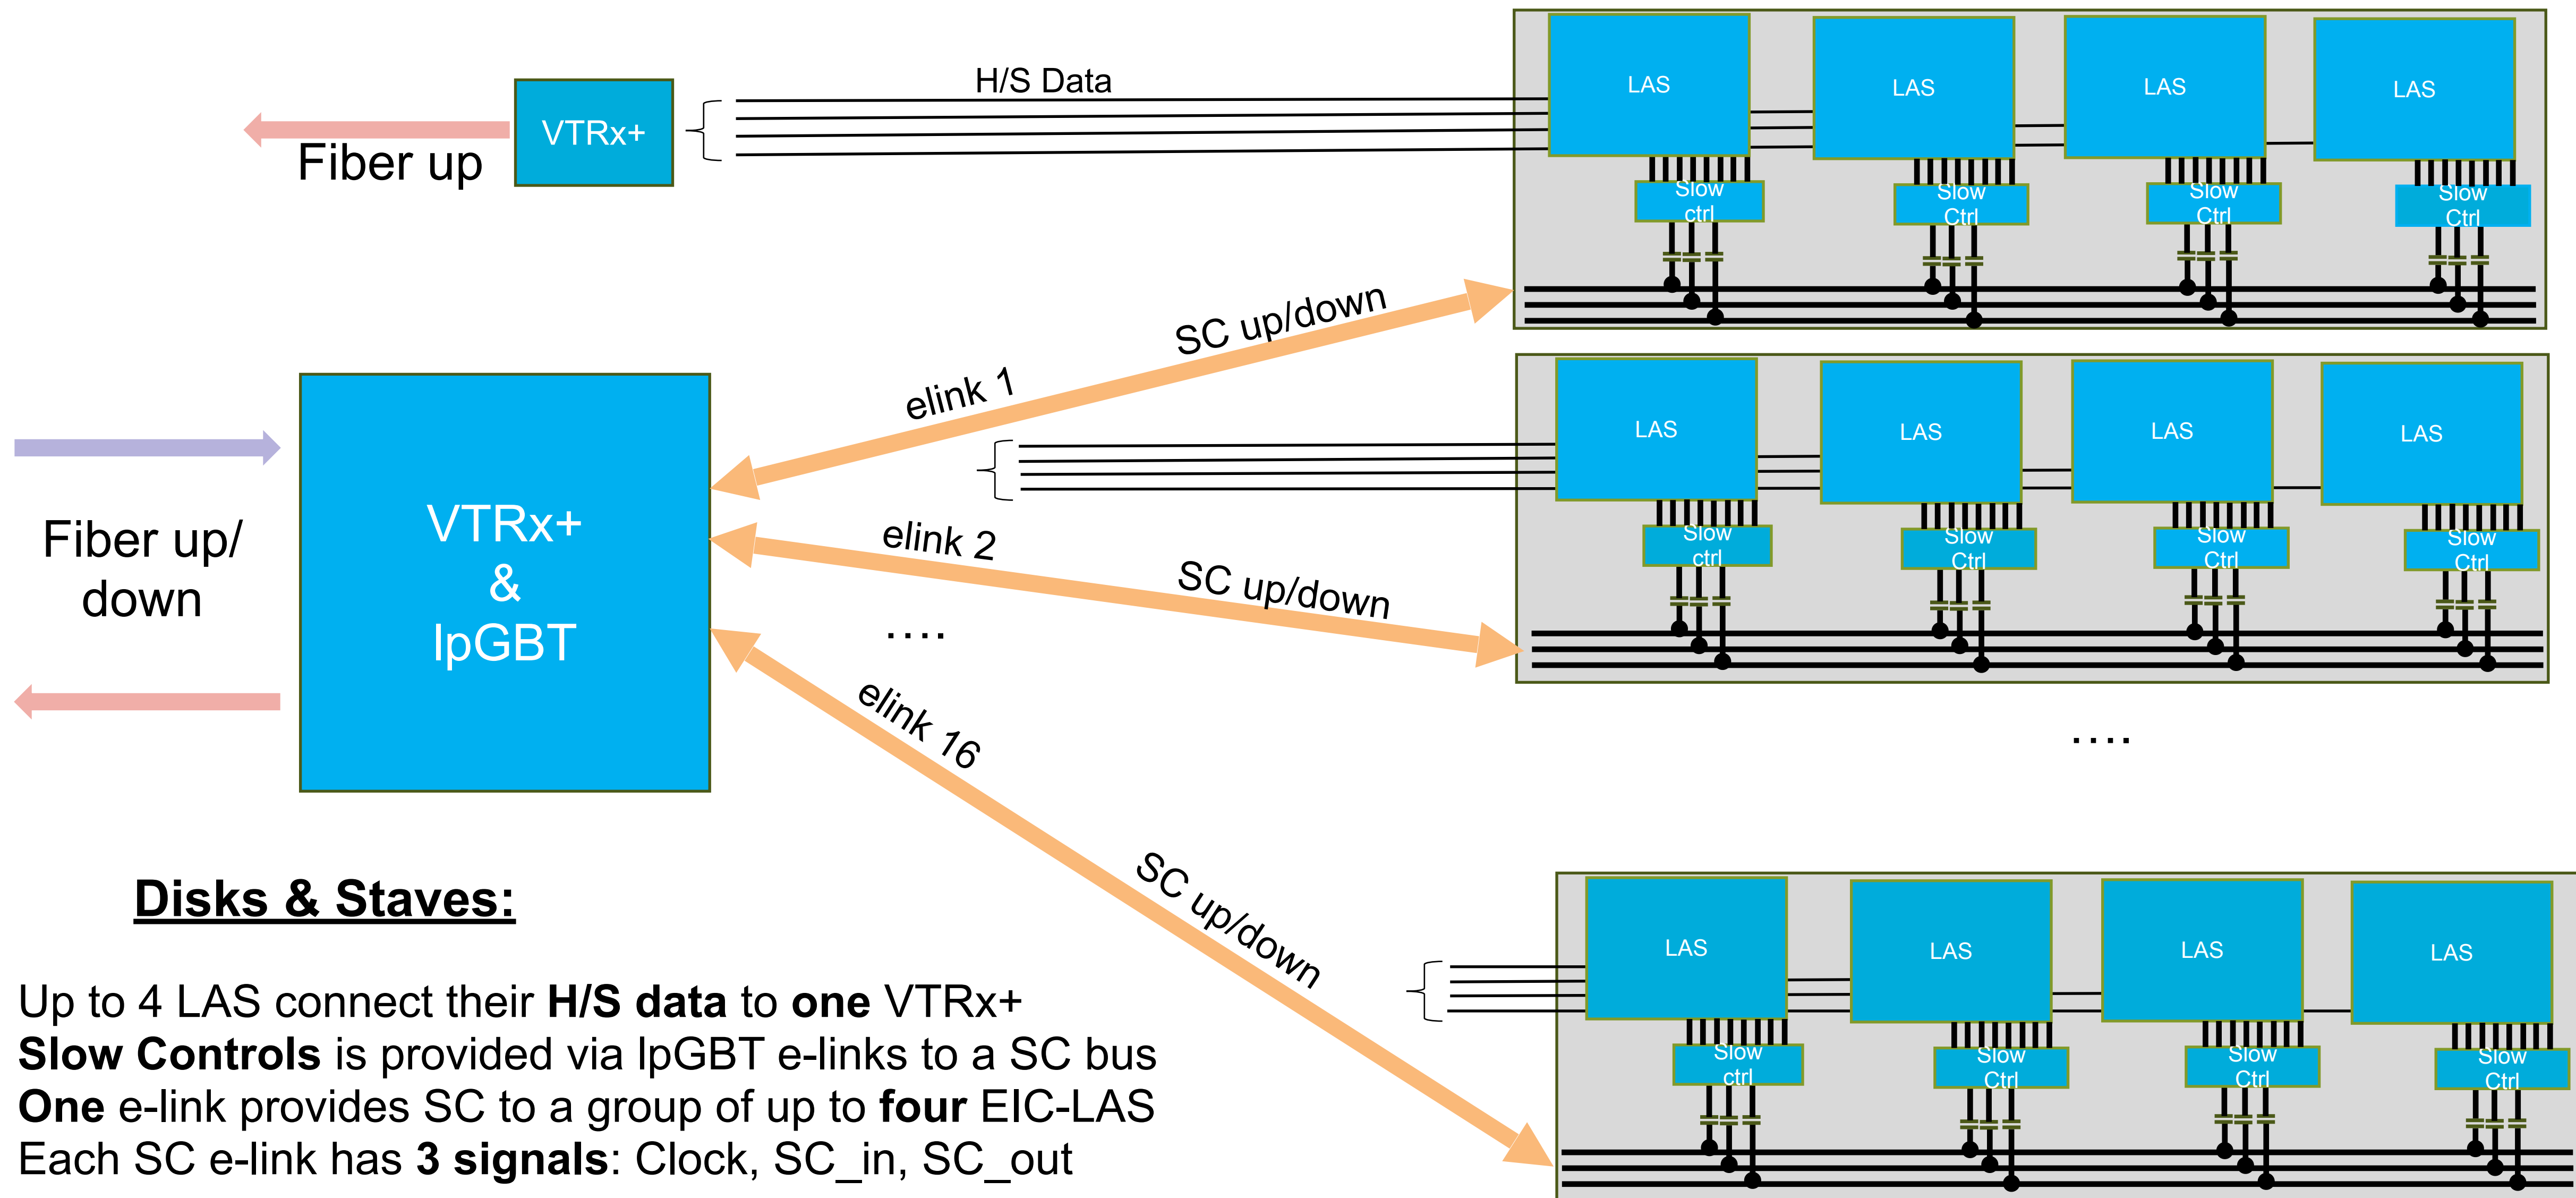 H/S Data
VTRx+
Fiber up
LAS
LAS
LAS
LAS
Slow
ctrl
Slow
Ctrl
Slow
Ctrl
Slow
Ctrl
SC up/down
elink 1
LAS
LAS
LAS
LAS
Slow
ctrl
Slow
Ctrl
Slow
Ctrl
Slow
Ctrl
Fiber up/
down
VTRx+
&
lpGBT
elink 2
SC up/down
....
elink 16
SC up/down
....
LAS
LAS
LAS
LAS
Slow
ctrl
Slow
Ctrl
Slow
Ctrl
Slow
Ctrl
Disks & Staves:
Up to 4 LAS connect their H/S data to one VTRx+
Slow Controls is provided via lpGBT e-links to a SC bus
One e-link provides SC to a group of up to four EIC-LAS
Each SC e-link has 3 signals: Clock, SC_in, SC_out